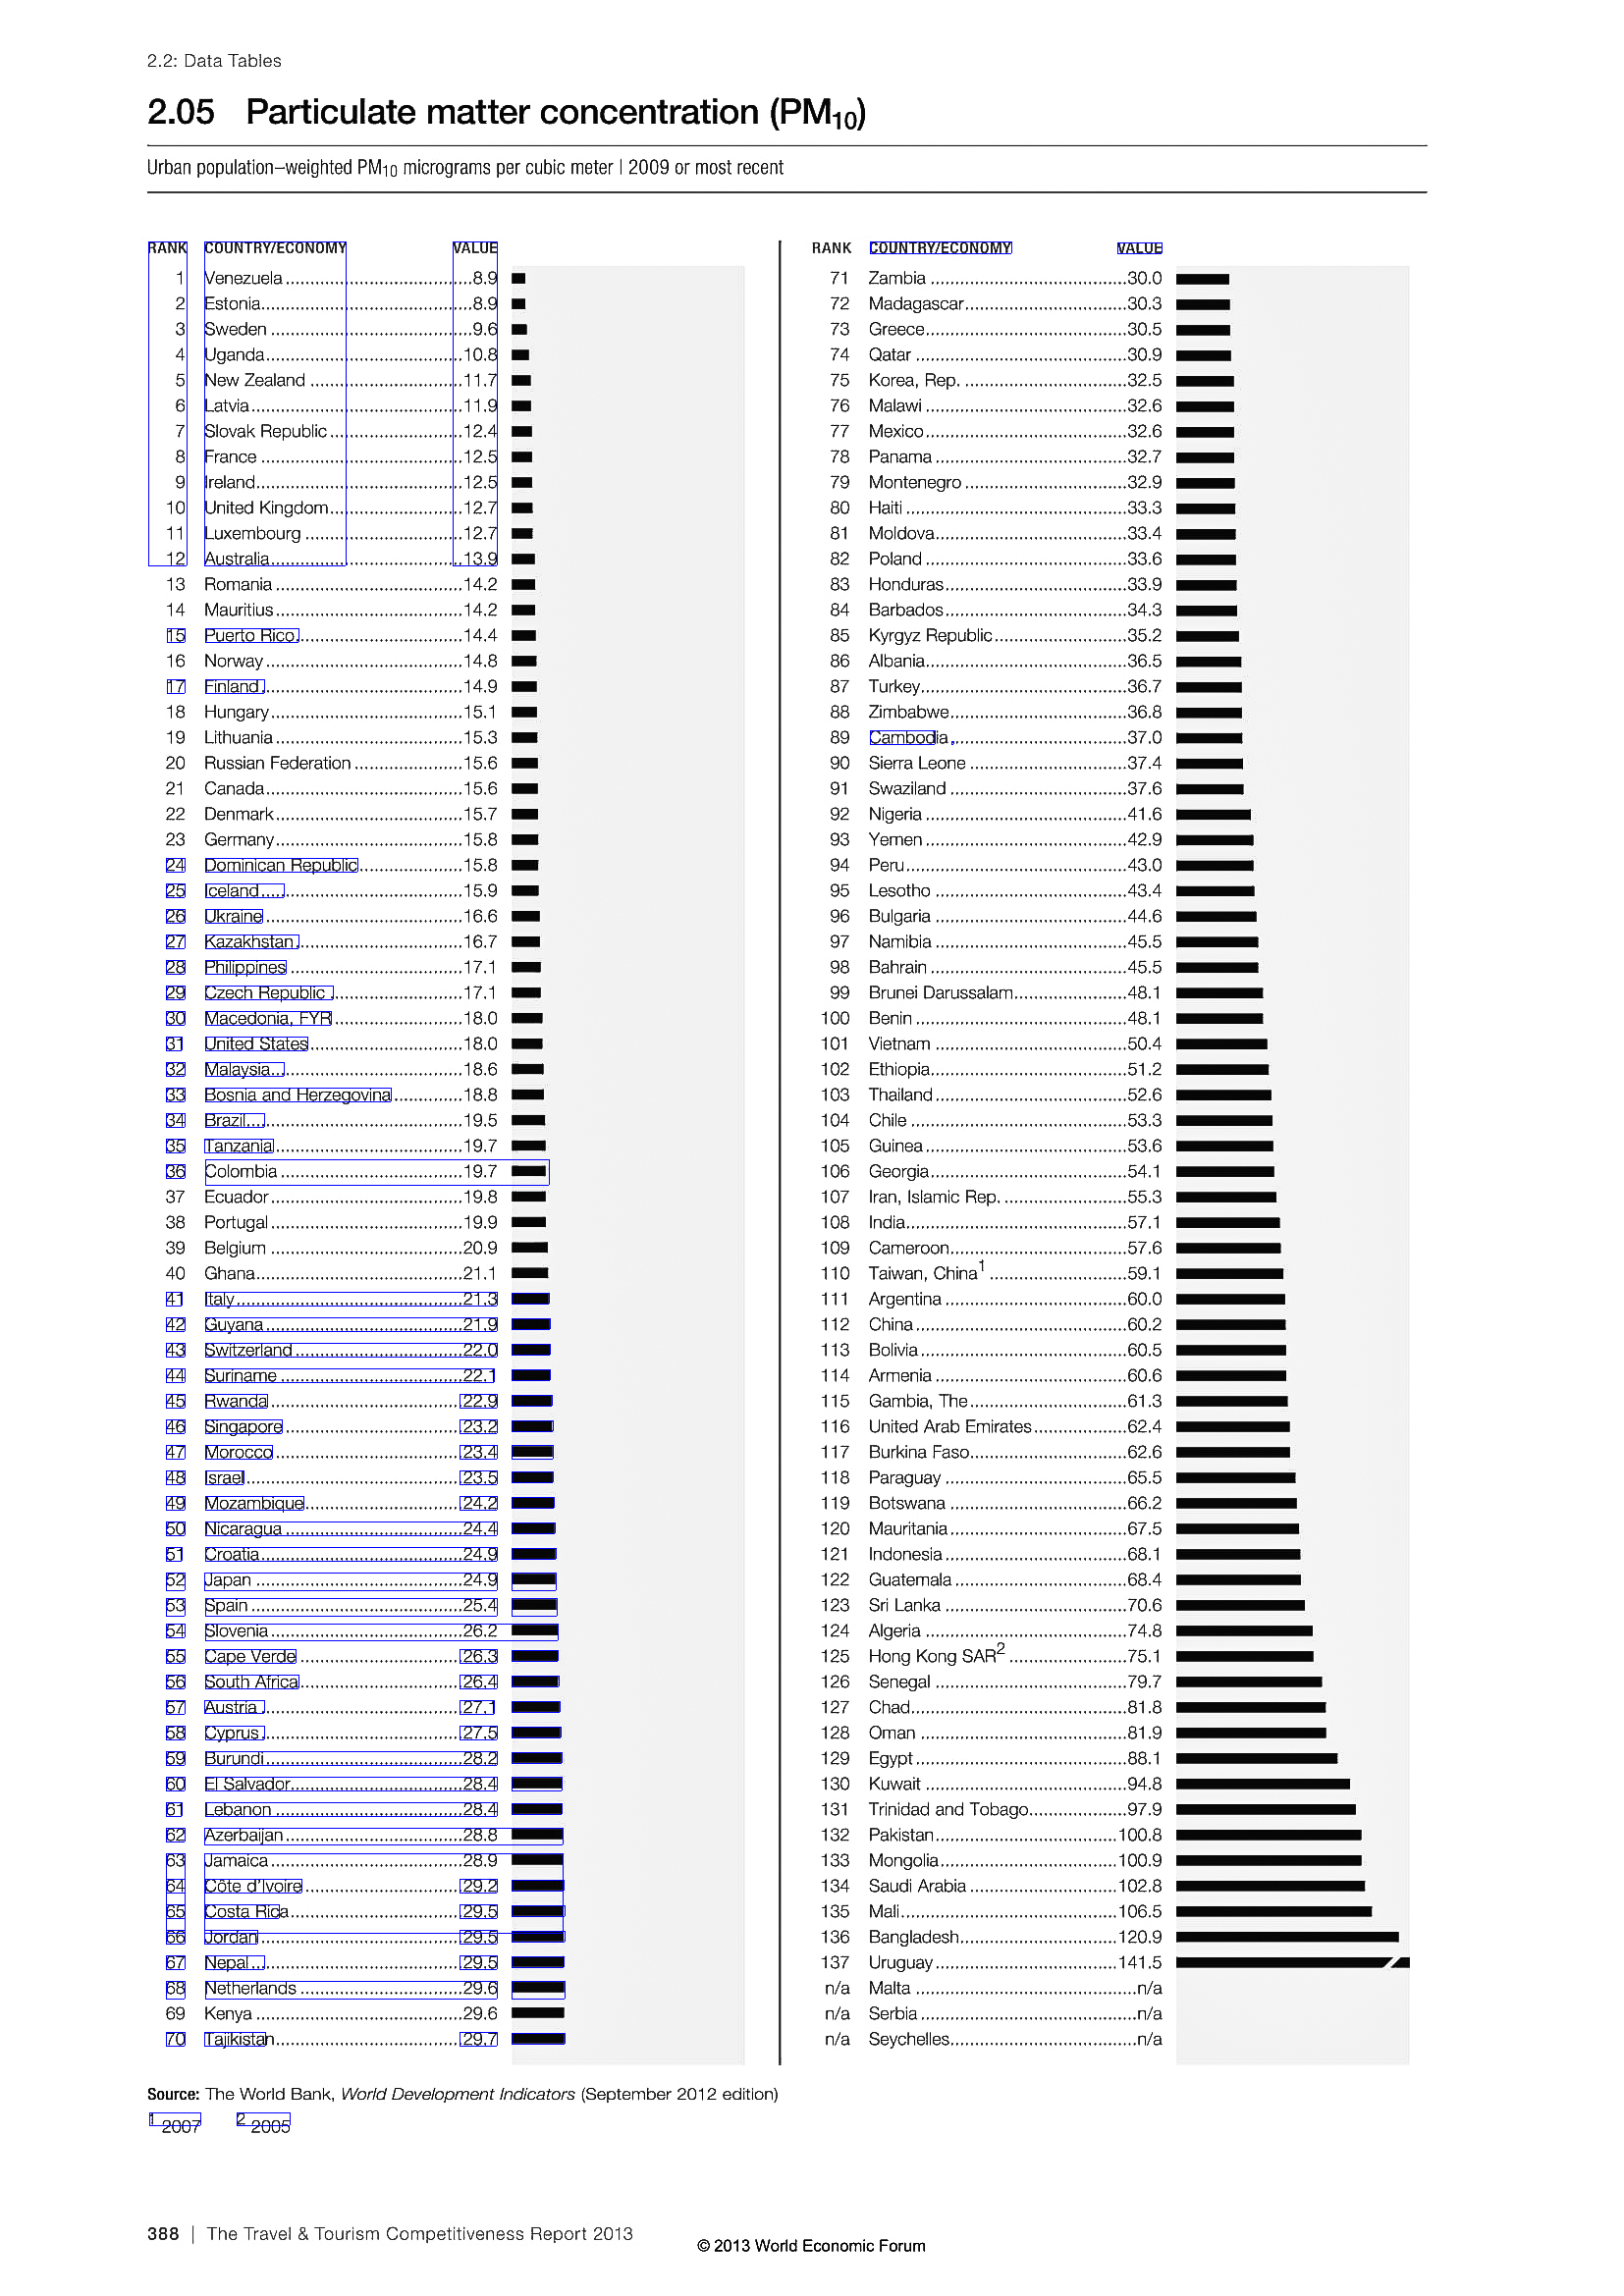 2.2: Data Tables
2.05 Particulate matter concentration (PM10)
Urban population–weighted PM10 micrograms per cubic meter | 2009 or most recent
RANK COUNTRY/ECONOMY VALUE
1 Venezuela 8.9
2 Estonia 8.9
3 Sweden 9.6
4 Uganda 10.8
5 New Zealand 11.7
6 Latvia 11.9
7 Slovak Republic 12.4
8 France 12.5
9 Ireland 12.5
10 United Kingdom 12.7
11 Luxembourg 12.7
12 Australia 13.9
13 Romania 14.2
14 Mauritius 14.2
15 Puerto Rico 14.4
16 Norway 14.8
17 Finland 14.9
18 Hungary 15.1
19 Lithuania 15.3
20 Russian Federation 15.6
21 Canada 15.6
22 Denmark 15.7
23 Germany 15.8
24 Dominican Republic 15.8
25 Iceland 15.9
26 Ukraine 16.6
27 Kazakhstan 16.7
28 Philippines 17.1
29 Czech Republic 17.1
30 Macedonia, FYR 18.0
31 United States 18.0
32 Malaysia 18.6
33 Bosnia and Herzegovina 18.8
34 Brazil 19.5
35 Tanzania 19.7
36 Colombia 19.7
37 Ecuador 19.8
38 Portugal 19.9
39 Belgium 20.9
40 Ghana 21.1
41 Italy 21.3
42 Guyana 21.9
43 Switzerland 22.0
44 Suriname 22.1
45 Rwanda 22.9
46 Singapore 23.2
47 Morocco 23.4
48 Israel 23.5
49 Mozambique 24.2
50 Nicaragua 24.4
51 Croatia 24.9
52 Japan 24.9
53 Spain 25.4
54 Slovenia 26.2
55 Cape Verde 26.3
56 South Africa 26.4
57 Austria 27.1
58 Cyprus 27.5
59 Burundi 28.2
60 El Salvador 28.4
61 Lebanon 28.4
62 Azerbaijan 28.8
63 Jamaica 28.9
64 Côte d'Ivoire 29.2
65 Costa Rica 29.5
66 Jordan 29.5
67 Nepal 29.5
68 Netherlands 29.6
69 Kenya 29.6
70 Tajikistan 29.7
RANK COUNTRY/ECONOMY VALUE
71 Zambia 30.0
72 Madagascar 30.3
73 Greece 30.5
74 Qatar 30.9
75 Korea, Rep. 32.5
76 Malawi 32.6
77 Mexico 32.6
78 Panama 32.7
79 Montenegro 32.9
80 Haiti 33.3
81 Moldova 33.4
82 Poland 33.6
83 Honduras 33.9
84 Barbados 34.3
85 Kyrgyz Republic 35.2
86 Albania 36.5
87 Turkey 36.7
88 Zimbabwe 36.8
89 Cambodia 37.0
90 Sierra Leone 37.4
91 Swaziland 37.6
92 Nigeria 41.6
93 Yemen 42.9
94 Peru 43.0
95 Lesotho 43.4
96 Bulgaria 44.6
97 Namibia 45.5
98 Bahrain 45.5
99 Brunei Darussalam 48.1
100 Benin 48.1
101 Vietnam 50.4
102 Ethiopia 51.2
103 Thailand 52.6
104 Chile 53.3
105 Guinea 53.6
106 Georgia 54.1
107 Iran, Islamic Rep. 55.3
108 India 57.1
109 Cameroon 57.6
110 Taiwan, China1 59.1
111 Argentina 60.0
112 China 60.2
113 Bolivia 60.5
114 Armenia 60.6
115 Gambia, The 61.3
116 United Arab Emirates 62.4
117 Burkina Faso 62.6
118 Paraguay 65.5
119 Botswana 66.2
120 Mauritania 67.5
121 Indonesia 68.1
122 Guatemala 68.4
123 Sri Lanka 70.6
124 Algeria 74.8
125 Hong Kong SAR2 75.1
126 Senegal 79.7
127 Chad 81.8
128 Oman 81.9
129 Egypt 88.1
130 Kuwait 94.8
131 Trinidad and Tobago 97.9
132 Pakistan 100.8
133 Mongolia 100.9
134 Saudi Arabia 102.8
135 Mali 106.5
136 Bangladesh 120.9
137 Uruguay 141.5
n/a Malta n/a
n/a Serbia n/a
n/a Seychelles n/a
Source: The World Bank, World Development Indicators (September 2012 edition)
1 2007 2 2005
388 | The Travel & Tourism Competitiveness Report 2013
© 2013 World Economic Forum